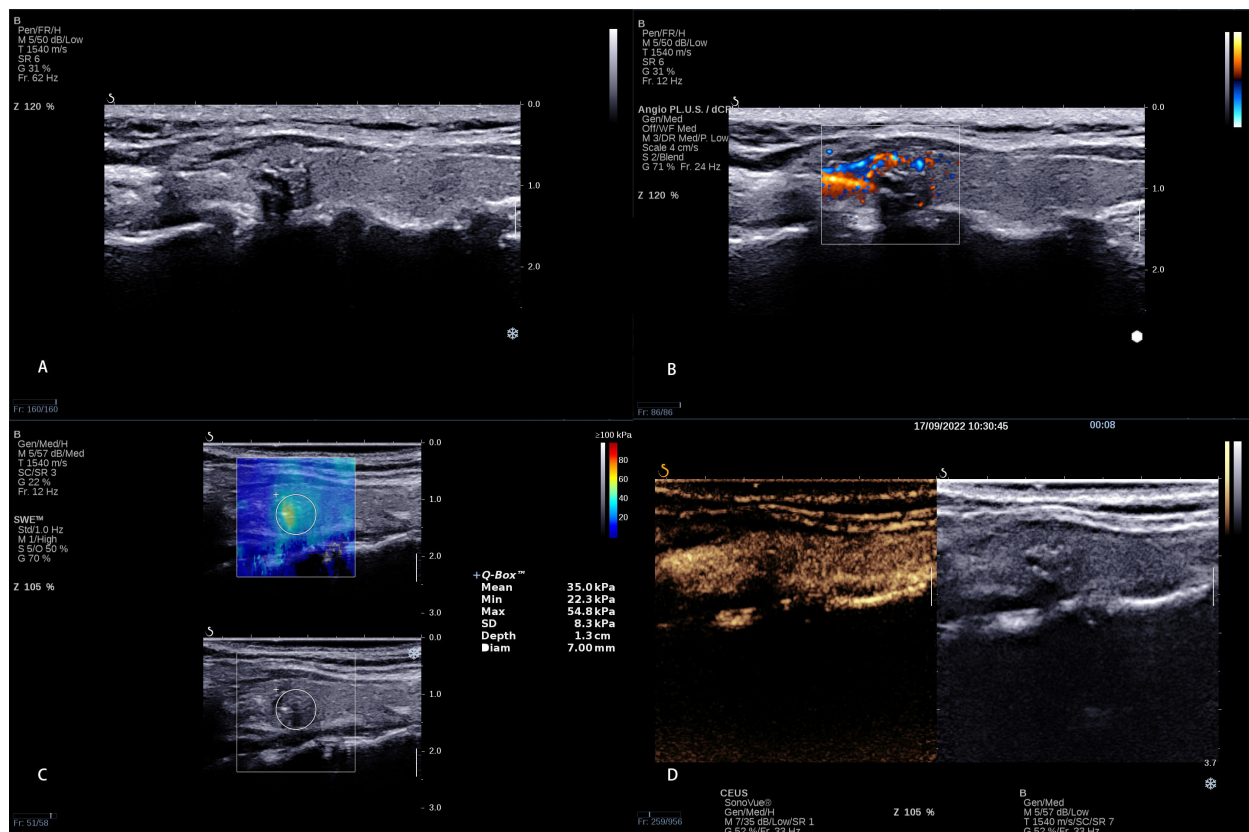 B
Pen/FR/H
M 5/50 dB/Low
T 1540 m/s
SR 6
G 31 %
Fr. 62 Hz
Z 120 %
0.0
1.0
2.0
A
Fr: 160/160
B
Pen/FR/H
M 5/50 dB/Low
T 1540 m/s
SR 6
G 31 %
Fr. 12 Hz
Angio PL.U.S. / dCP
Gen/Med
Off/WF Med
M 3/DR Med/P. Low
Scale 4 cm/s
S 2/Blend
G 71 % Fr. 24 Hz
Z 120 %
0.0
1.0
2.0
B
Fr: 86/86
B
Gen/Med/H
M 5/57 dB/Med
T 1540 m/s
SC/SR 3
G 22 %
Fr. 12 Hz
SWE™
Std/1.0 Hz
M 1/High
S 5/O 50 %
G 70 %
Z 105 %
0.0
1.0
2.0
3.0
0.0
1.0
2.0
3.0
≥100 kPa
80
60
40
20
+Q-Box™
Mean 35.0 kPa
Min 22.3 kPa
Max 54.8 kPa
SD 8.3 kPa
Depth 1.3 cm
Diam 7.00 mm
C
Fr: 51/58
17/09/2022 10:30:45 00:08
3.7
D
CEUS
SonoVue®
Gen/Med/H
M 7/35 dB/Low/SR 1
G 52 %/Fr. 33 Hz
Z 105 %
B
Gen/Med
M 5/57 dB/Low
T 1540 m/s/SC/SR 7
G 52 %/Fr. 33 Hz
Fr: 259/956